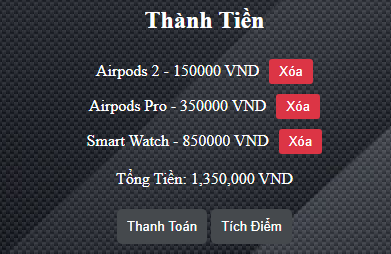 Thành Tiền
Airpods 2 - 150000 VND Xóa
Airpods Pro - 350000 VND Xóa
Smart Watch - 850000 VND Xóa
Tổng Tiền: 1,350,000 VND
Thanh Toán Tích Điểm